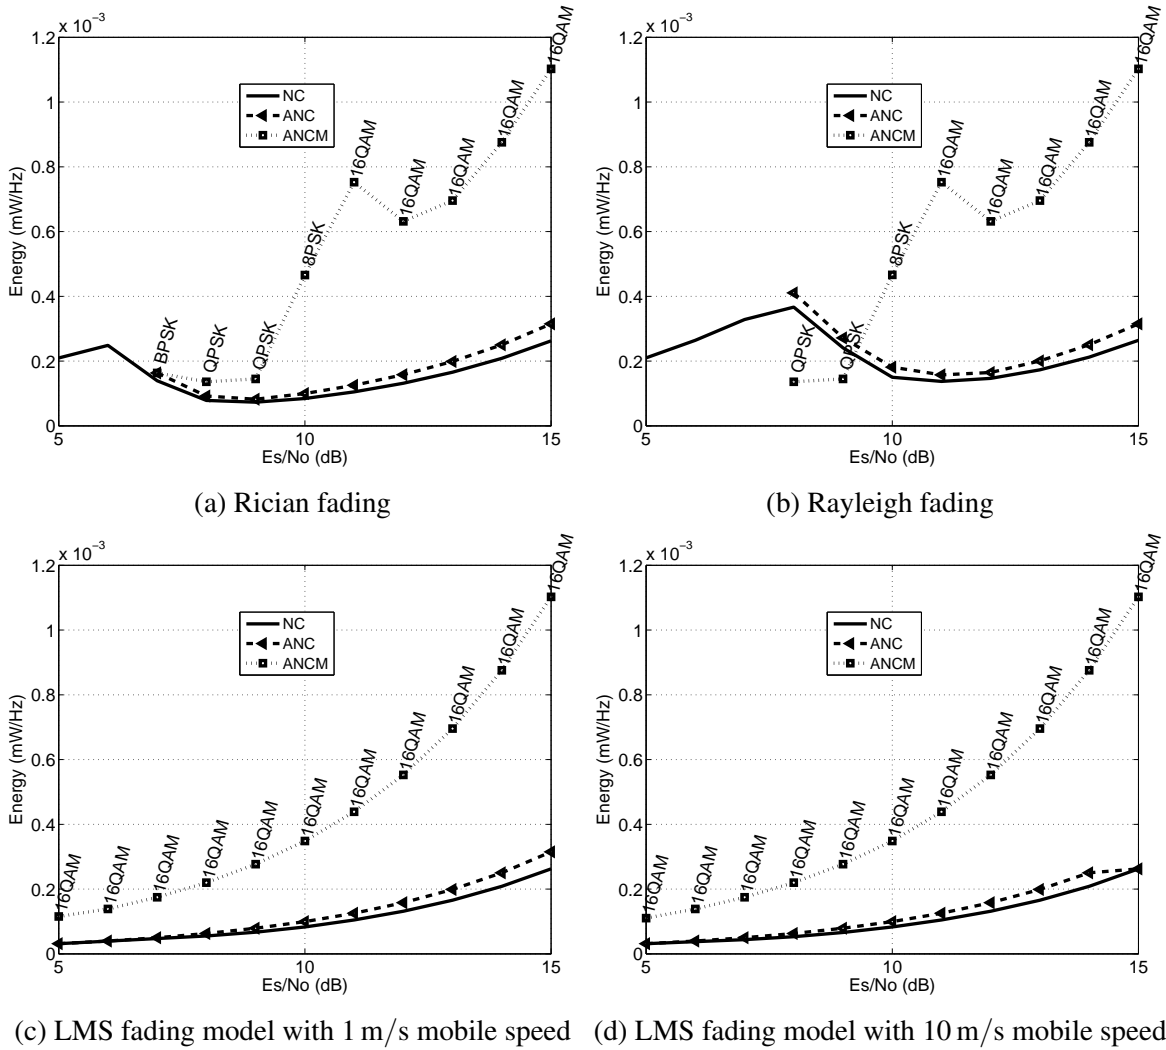 x 10⁻³
1.2
1
0.8
0.6
0.4
0.2
0
5
10
15
Energy (mW/Hz)
Es/No (dB)
NC
ANC
ANCM
BPSK
QPSK
QPSK
8PSK
16QAM
16QAM
16QAM
16QAM
16QAM
(a) Rician fading
x 10⁻³
1.2
1
0.8
0.6
0.4
0.2
0
5
10
15
Energy (mW/Hz)
Es/No (dB)
NC
ANC
ANCM
QPSK
QPSK
8PSK
16QAM
16QAM
16QAM
16QAM
16QAM
(b) Rayleigh fading
x 10⁻³
1.2
1
0.8
0.6
0.4
0.2
0
5
10
15
Energy (mW/Hz)
Es/No (dB)
NC
ANC
ANCM
16QAM
16QAM
16QAM
16QAM
16QAM
16QAM
16QAM
16QAM
16QAM
16QAM
16QAM
(c) LMS fading model with 1 m/s mobile speed
x 10⁻³
1.2
1
0.8
0.6
0.4
0.2
0
5
10
15
Energy (mW/Hz)
Es/No (dB)
NC
ANC
ANCM
16QAM
16QAM
16QAM
16QAM
16QAM
16QAM
16QAM
16QAM
16QAM
16QAM
16QAM
(d) LMS fading model with 10 m/s mobile speed